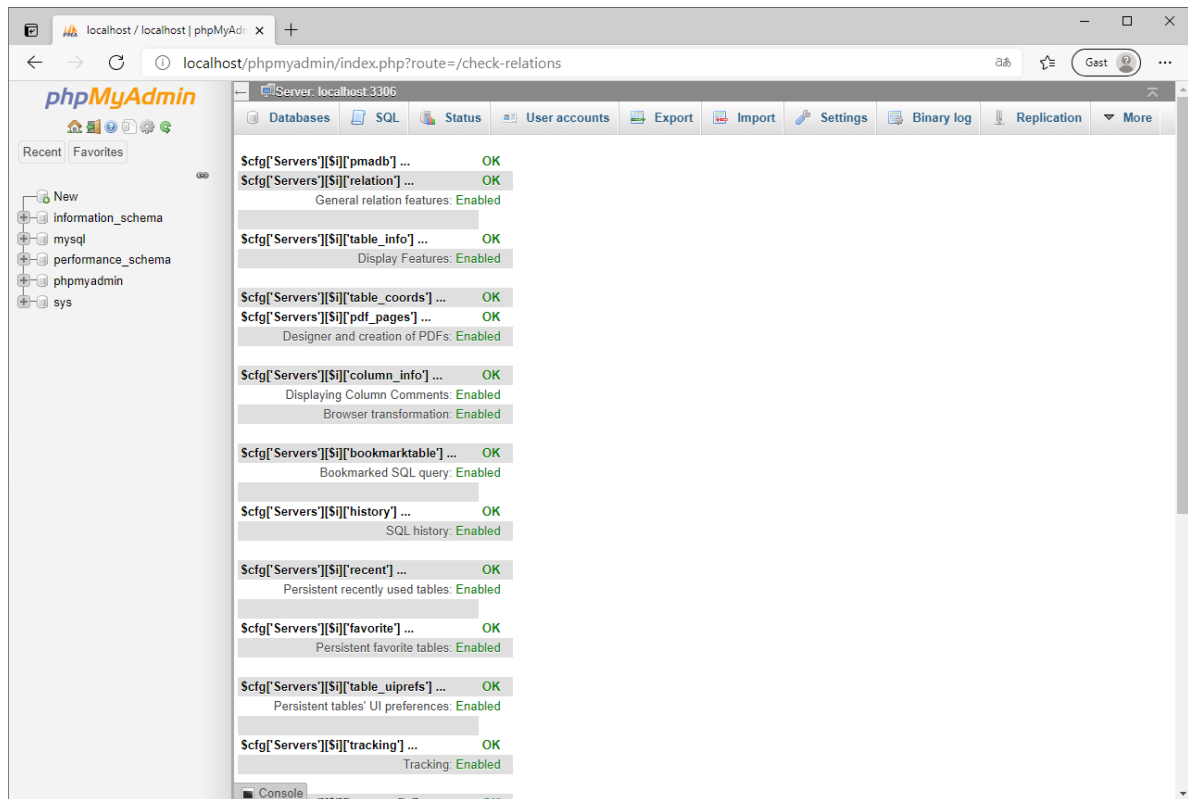 localhost / localhost | phpMyAdr
localhost/phpmyadmin/index.php?route=/check-relations
aあ
Gast
phpMyAdmin
Recent Favorites
New
information_schema
mysql
performance_schema
phpmyadmin
sys
Server: localhost:3306
Databases SQL Status User accounts Export Import Settings Binary log Replication More
$cfg['Servers'][$i]['pmadb'] ... OK
$cfg['Servers'][$i]['relation'] ... OK
General relation features: Enabled
$cfg['Servers'][$i]['table_info'] ... OK
Display Features: Enabled
$cfg['Servers'][$i]['table_coords'] ... OK
$cfg['Servers'][$i]['pdf_pages'] ... OK
Designer and creation of PDFs: Enabled
$cfg['Servers'][$i]['column_info'] ... OK
Displaying Column Comments: Enabled
Browser transformation: Enabled
$cfg['Servers'][$i]['bookmarktable'] ... OK
Bookmarked SQL query: Enabled
$cfg['Servers'][$i]['history'] ... OK
SQL history: Enabled
$cfg['Servers'][$i]['recent'] ... OK
Persistent recently used tables: Enabled
$cfg['Servers'][$i]['favorite'] ... OK
Persistent favorite tables: Enabled
$cfg['Servers'][$i]['table_uiprefs'] ... OK
Persistent tables' UI preferences: Enabled
$cfg['Servers'][$i]['tracking'] ... OK
Tracking: Enabled
Console